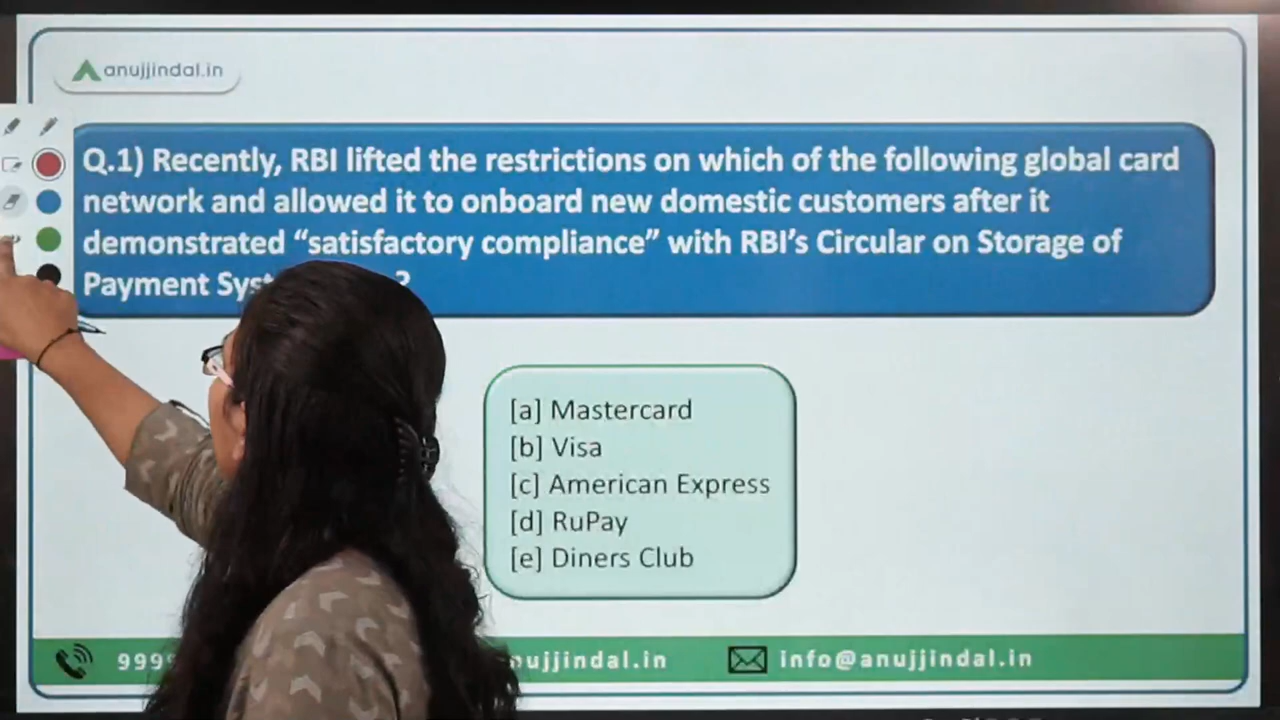 anujjindal.in
Q.1) Recently, RBI lifted the restrictions on which of the following global card
network and allowed it to onboard new domestic customers after it
demonstrated “satisfactory compliance” with RBI’s Circular on Storage of
Payment Sys ?
[a] Mastercard
[b] Visa
[c] American Express
[d] RuPay
[e] Diners Club
999 nujjindal.in info@anujjindal.in